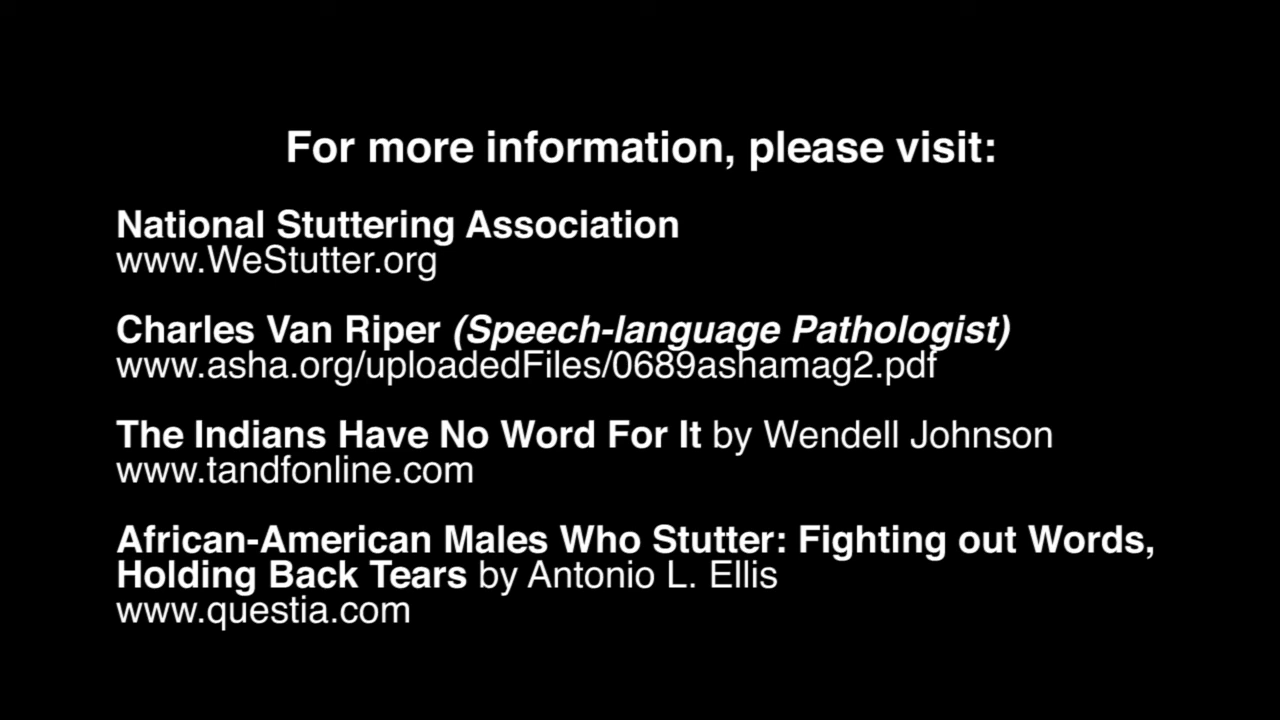 For more information, please visit:
National Stuttering Association
www.WeStutter.org
Charles Van Riper (Speech-language Pathologist)
www.asha.org/uploadedFiles/0689ashamag2.pdf
The Indians Have No Word For It by Wendell Johnson
www.tandfonline.com
African-American Males Who Stutter: Fighting out Words,
Holding Back Tears by Antonio L. Ellis
www.questia.com